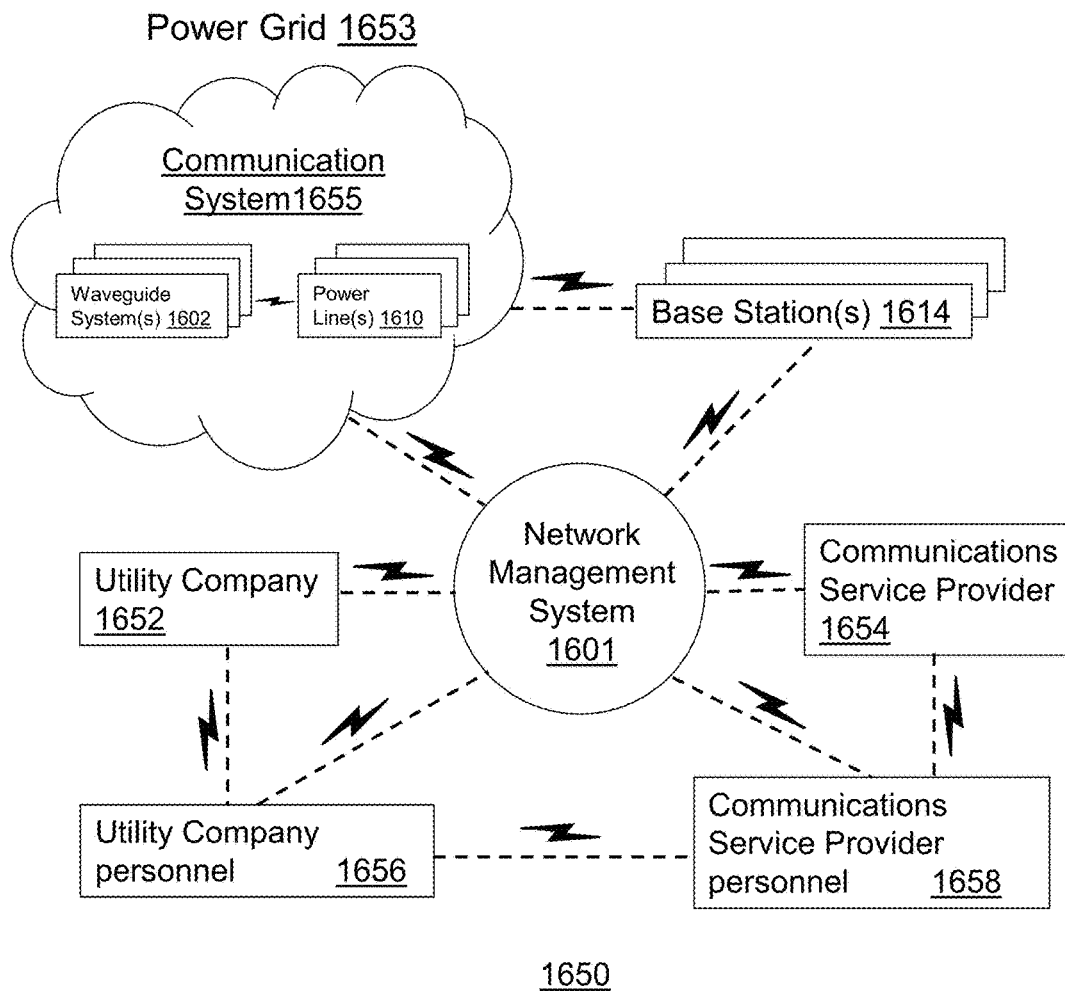 Power Grid 1653
Communication
System1655
Waveguide
System(s) 1602
Power
Line(s) 1610
Base Station(s) 1614
Network
Management
System
1601
Utility Company
1652
Communications
Service Provider
1654
Utility Company
personnel 1656
Communications
Service Provider
personnel 1658
1650